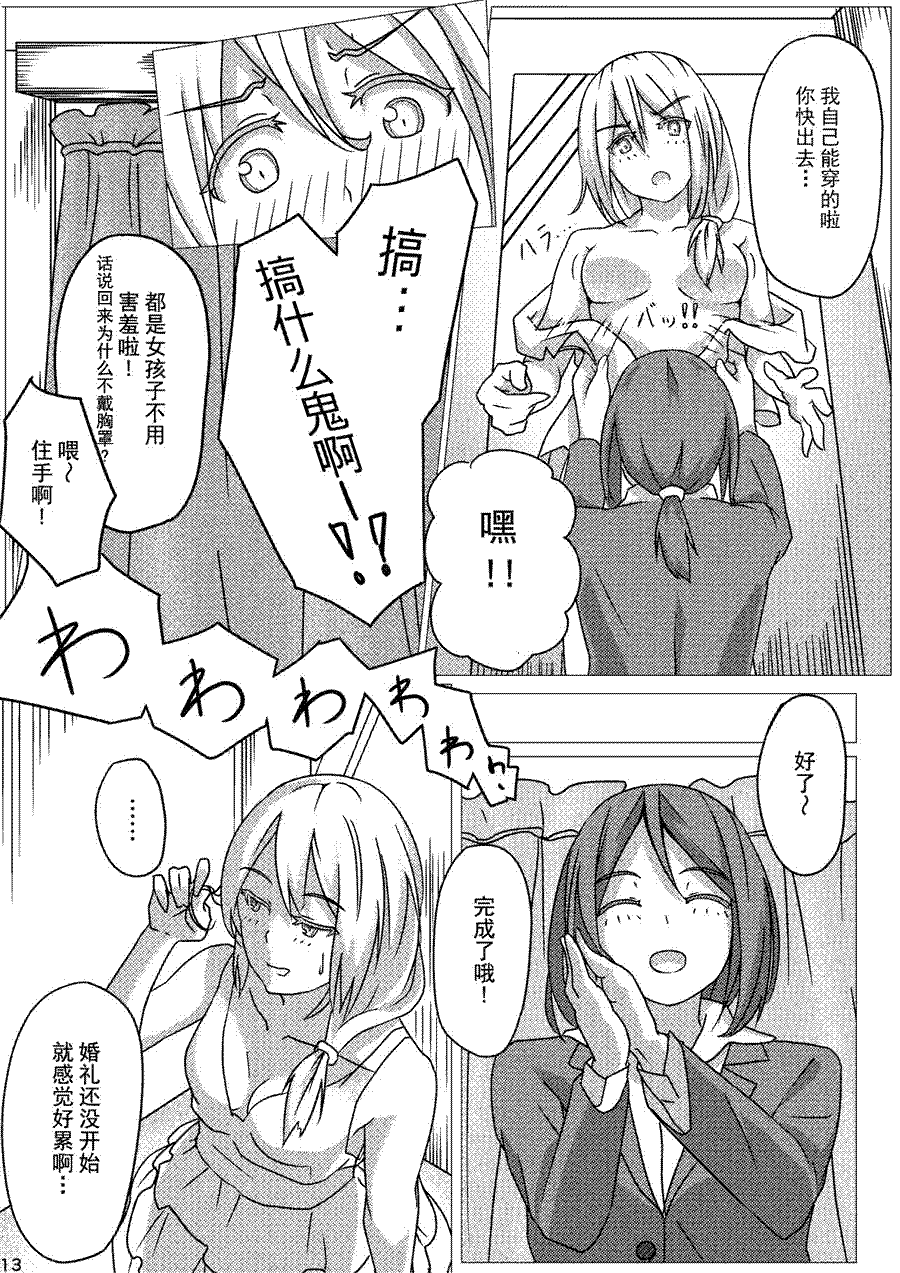 我自己能穿的啦
你快出去…
ハラ…
バッ!!
嘿!!
搞…
搞什么鬼啊ー!!
都是女孩子不用
害羞啦！
话说回来为什么不戴胸罩？
喂～
住手啊！
わ
わ
わ
わ
わ
わ
好了～
完成了哦！
……
婚礼还没开始
就感觉好累啊…
13